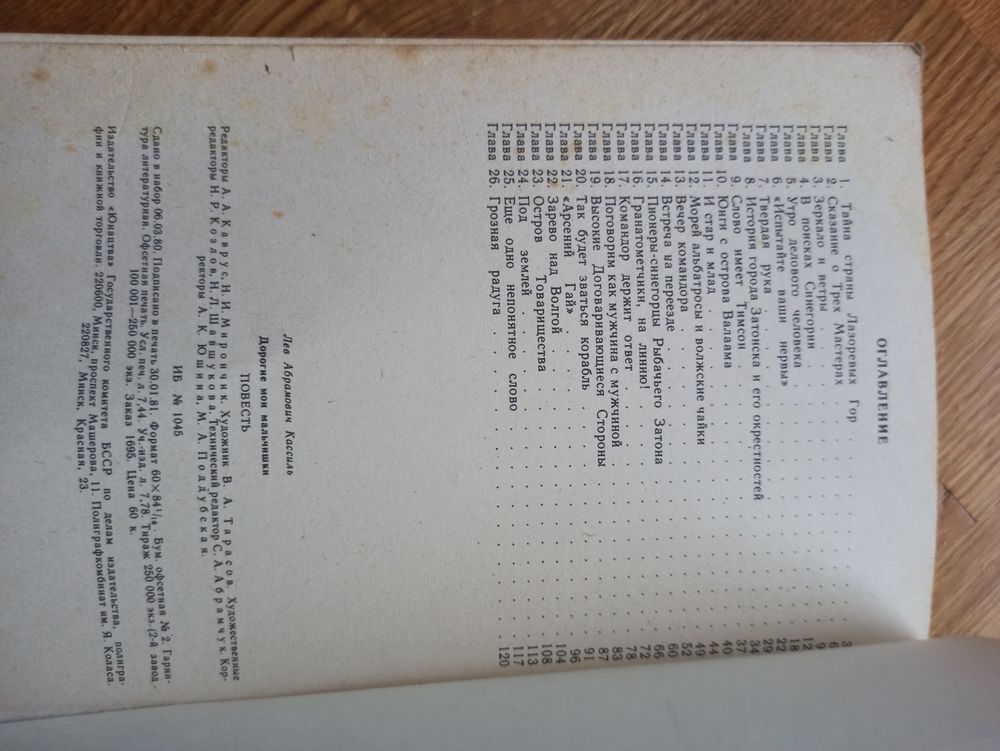 ОГЛАВЛЕНИЕ
Глава 1. Тайна страны Лазоревых Гор . . . 3
Глава 2. Сказание о Трех Мастерах . . . 6
Глава 3. Зеркало и ветры . . . 9
Глава 4. В поисках Синегории . . . 12
Глава 5. Утро делового человека . . . 18
Глава 6. «Испытайте ваши нервы» . . . 22
Глава 7. Твердая рука . . . 29
Глава 8. История города Затонска и его окрестностей . . . 34
Глава 9. Слово имеет Тимсон . . . 37
Глава 10. Юнги с острова Валаама . . . 40
Глава 11. И стар и млад . . . 44
Глава 12. Морей альбатросы и волжские чайки . . . 49
Глава 13. Вечер командора . . . 52
Глава 14. Встреча на переезде . . . 60
Глава 15. Пионеры-синегорцы Рыбачьего Затона . . . 66
Глава 16. Гранатометчики, на линию! . . . 72
Глава 17. Командор держит ответ . . . 78
Глава 18. Поговорим как мужчина с мужчиной . . . 83
Глава 19. Высокие Договаривающиеся Стороны . . . 87
Глава 20. Так будет зваться корабль . . . 91
Глава 21. «Арсений Гай» . . . 96
Глава 22. Зарево над Волгой . . . 104
Глава 23. Остров Товарищества . . . 108
Глава 24. Под землей . . . 113
Глава 25. Еще одно непонятное слово . . . 117
Глава 26. Грозная радуга . . . 120
Лев Абрамович Кассиль
Дорогие мои мальчишки
ПОВЕСТЬ
Редакторы А. А. Каврус, Н. И. Мирончик. Художник В. А. Тарасов. Художественные
редакторы Н. Р. Козлов, Н. Л. Шавшукова. Технический редактор С. А. Абрамчук. Кор-
ректоры А. К. Юшина, М. А. Поддубская.
ИБ № 1045
Сдано в набор 06.03.80. Подписано в печать 30.01.81. Формат 60×84 1/16. Бум. офсетная № 2. Гарни-
тура литературная. Офсетная печать. Усл. печ. л. 7,44. Уч.-изд. л. 7,78. Тираж 250 000 экз. (2-й завод
100 001—250 000 экз. Заказ 1695. Цена 60 к.
Издательство «Юнацтва» Государственного комитета БССР по делам издательства, полигра-
фии и книжной торговли. 220600, Минск, проспект Машерова, 11. Полиграфкомбинат им. Я. Коласа.
220827, Минск, Красная, 23.